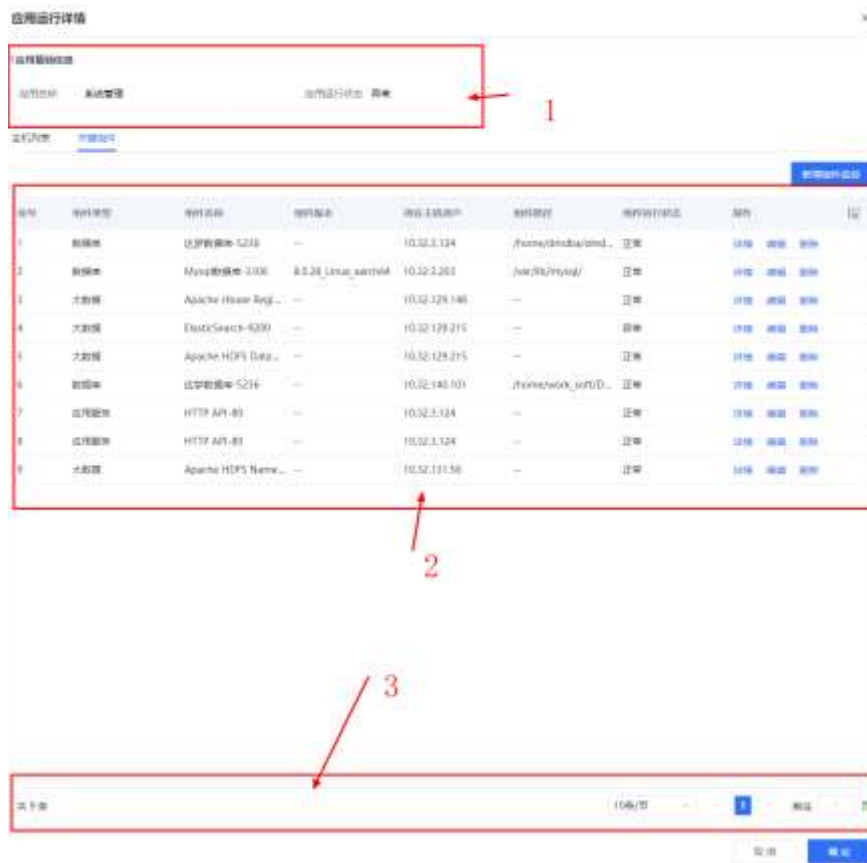 应用运行详情
应用基础信息
应用名称 系统管理 应用运行状态 异常
1
主机列表 关键组件
新增组件监控
序号 组件类型 组件名称 组件版本 所在主机资产 组件路径 组件运行状态 操作
1 数据库 达梦数据库-5236 -- 10.32.3.124 正常 详情 编辑 删除
2 数据库 Mysql数据库-3306 10.32.3.203 /var/lib/mysql/ 正常 详情 编辑 删除
3 大数据 -- 10.32.129.148 -- 正常 详情 编辑 删除
4 大数据 ElasticSearch-9200 -- 10.32.129.215 -- 异常 详情 编辑 删除
5 大数据 Apache HDFS Data... -- 10.32.129.215 -- 正常 详情 编辑 删除
6 数据库 达梦数据库-5236 -- 10.32.140.101 /home/work_soft/D... 正常 详情 编辑 删除
7 应用服务 HTTP API-80 -- 10.32.3.124 -- 正常 详情 编辑 删除
8 应用服务 HTTP API-80 -- 10.32.3.124 -- 正常 详情 编辑 删除
9 大数据 Apache HDFS Name... -- 10.32.131.56 -- 正常 详情 编辑 删除
2
3
共 9 条 10条/页 1 前往 页
取消 确定